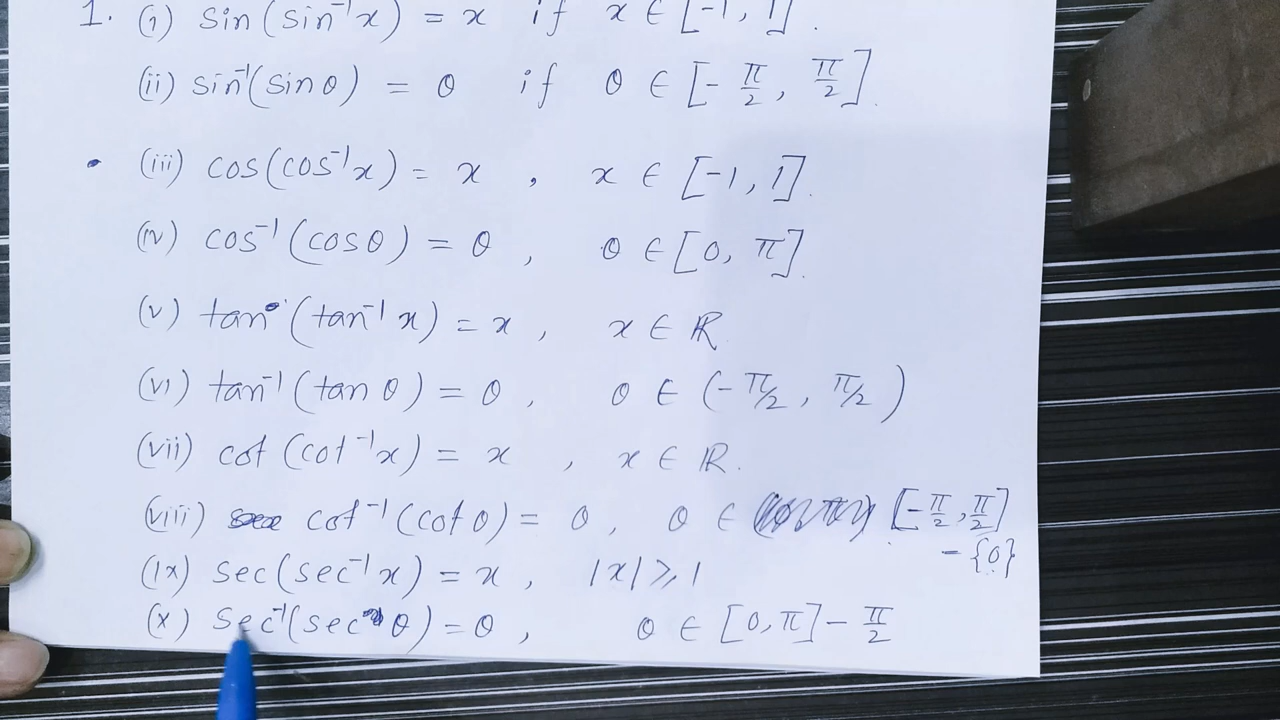 1. (i) sin(sin⁻¹x) = x if x ∈ [-1, 1].
(ii) sin⁻¹(sinθ) = θ if θ ∈ [-π/2, π/2].
(iii) cos(cos⁻¹x) = x , x ∈ [-1, 1].
(iv) cos⁻¹(cosθ) = θ , θ ∈ [0, π].
(v) tan (tan⁻¹ x) = x , x ∈ ℝ.
(vi) tan⁻¹(tan θ) = θ , θ ∈ (-π/2, π/2)
(vii) cot (cot⁻¹x) = x , x ∈ ℝ.
(viii) cot⁻¹(cot θ) = θ , θ ∈ [-π/2, π/2]
- {0}
(ix) sec(sec⁻¹x) = x , |x| ≥ 1
(x) sec⁻¹(sec θ) = θ , θ ∈ [0, π] - π/2